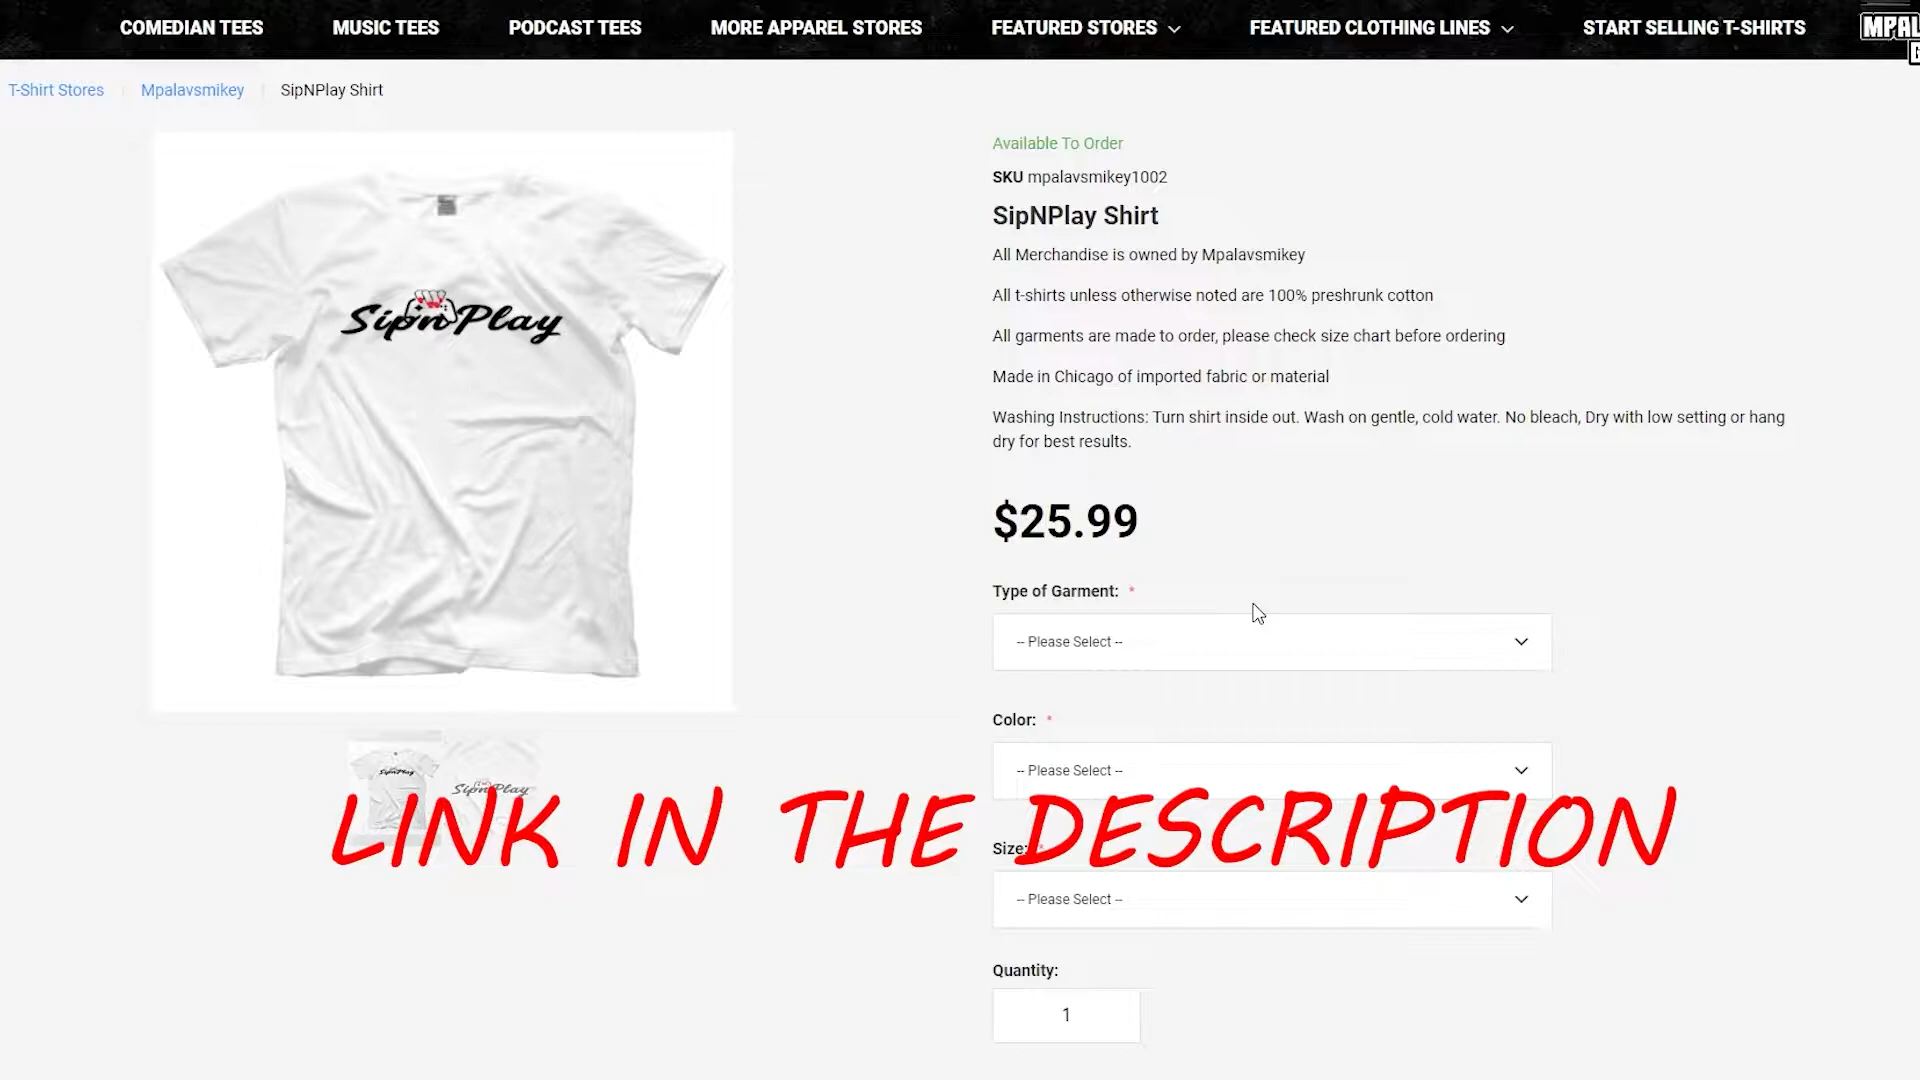 COMEDIAN TEES
MUSIC TEES
PODCAST TEES
MORE APPAREL STORES
FEATURED STORES
FEATURED CLOTHING LINES
START SELLING T-SHIRTS
T-Shirt Stores
Mpalavsmikey
SipNPlay Shirt
SipnPlay
SipnPlay
SipnPlay
Available To Order
SKU mpalavsmikey1002
SipNPlay Shirt
All Merchandise is owned by Mpalavsmikey
All t-shirts unless otherwise noted are 100% preshrunk cotton
All garments are made to order, please check size chart before ordering
Made in Chicago of imported fabric or material
Washing Instructions: Turn shirt inside out. Wash on gentle, cold water. No bleach, Dry with low setting or hang
dry for best results.
$25.99
Type of Garment: *
-- Please Select --
Color: *
-- Please Select --
LINK IN THE DESCRIPTION
Size: *
-- Please Select --
Quantity:
1